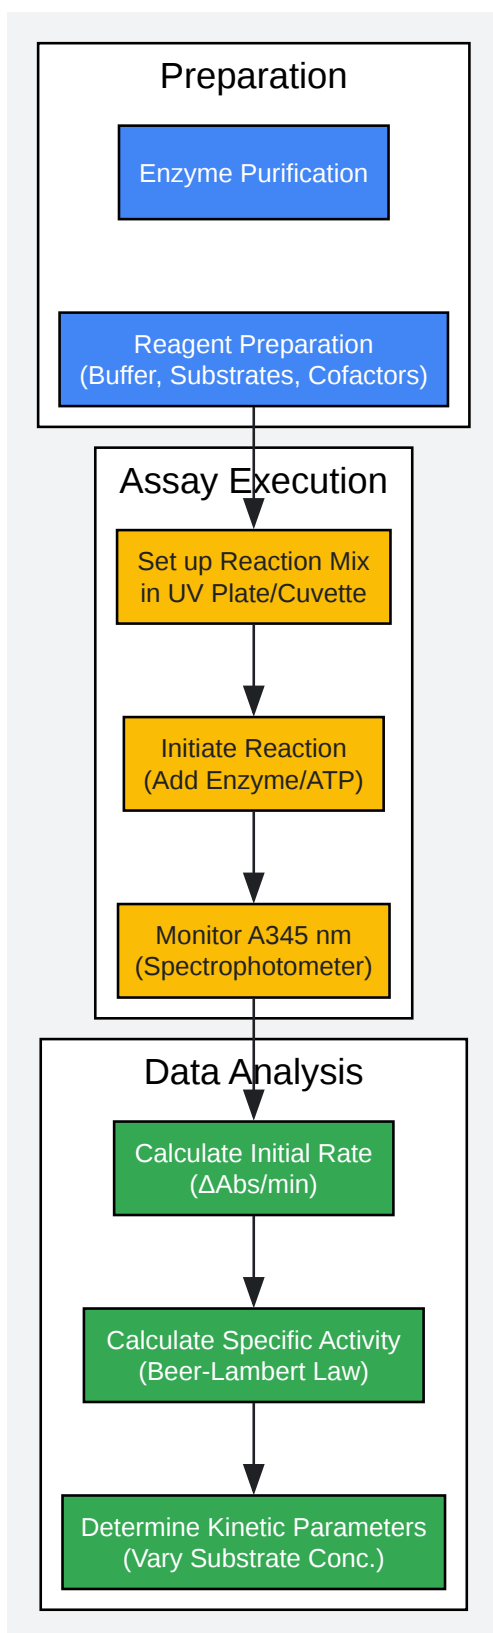 Preparation
Enzyme Purification
Reagent Preparation
(Buffer, Substrates, Cofactors)
Assay Execution
Set up Reaction Mix
in UV Plate/Cuvette
Initiate Reaction
(Add Enzyme/ATP)
Monitor A345 nm
(Spectrophotometer)
Data Analysis
Calculate Initial Rate
(ΔAbs/min)
Calculate Specific Activity
(Beer-Lambert Law)
Determine Kinetic Parameters
(Vary Substrate Conc.)